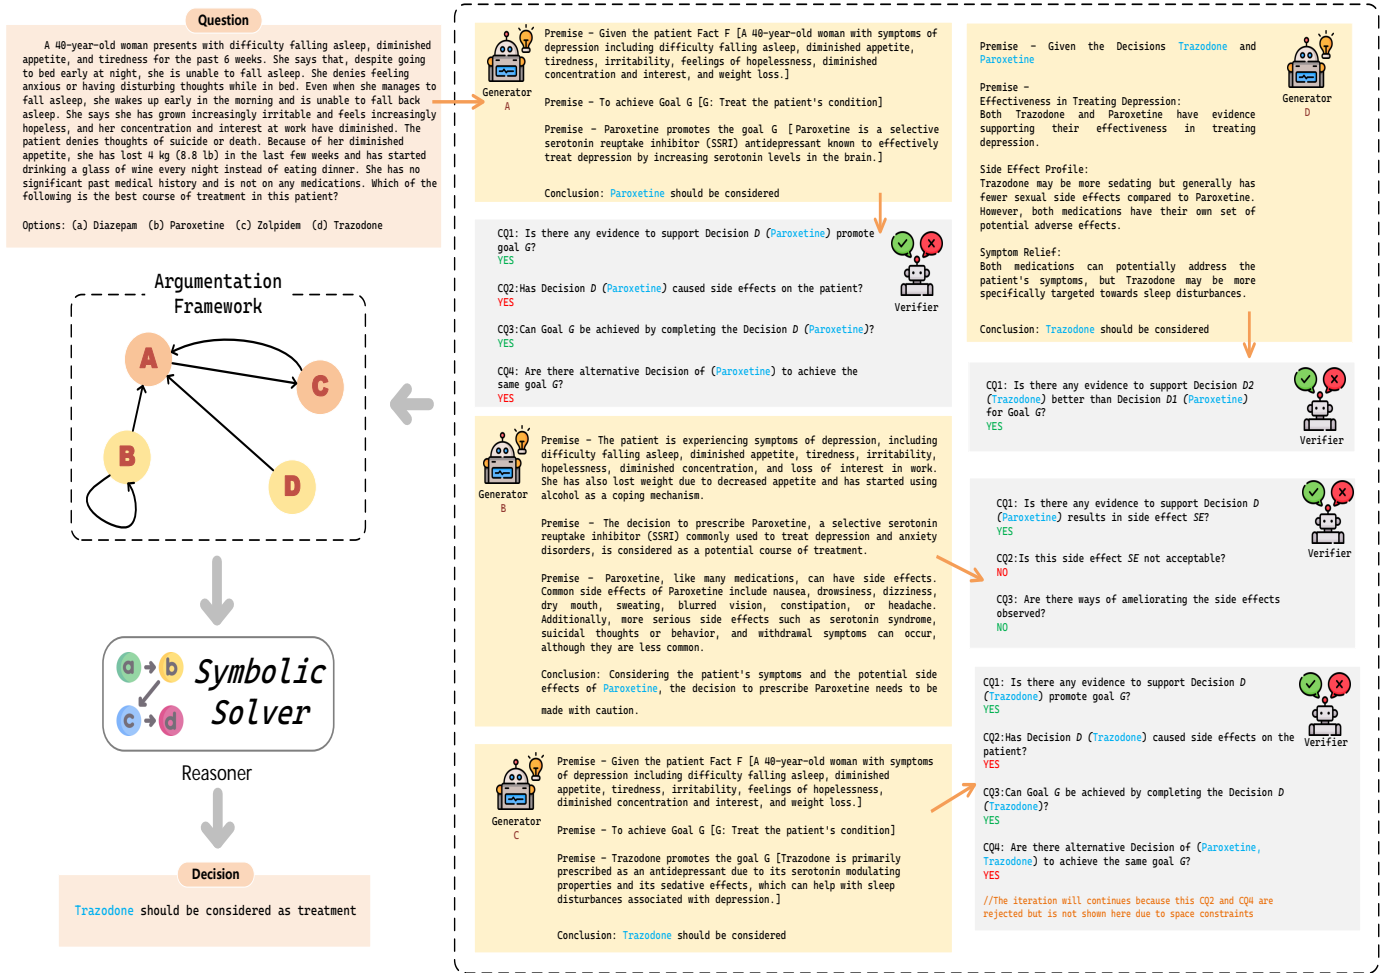 Question
A 40-year-old woman presents with difficulty falling asleep, diminished
appetite, and tiredness for the past 6 weeks. She says that, despite going
to bed early at night, she is unable to fall asleep. She denies feeling
anxious or having disturbing thoughts while in bed. Even when she manages to
fall asleep, she wakes up early in the morning and is unable to fall back
asleep. She says she has grown increasingly irritable and feels increasingly
hopeless, and her concentration and interest at work have diminished. The
patient denies thoughts of suicide or death. Because of her diminished
appetite, she has lost 4 kg (8.8 lb) in the last few weeks and has started
drinking a glass of wine every night instead of eating dinner. She has no
significant past medical history and is not on any medications. Which of the
following is the best course of treatment in this patient?
Options: (a) Diazepam (b) Paroxetine (c) Zolpidem (d) Trazodone
Argumentation
Framework
A
C
B
D
a
b
c
d
Symbolic
Solver
Reasoner
Decision
Trazodone should be considered as treatment
Generator
A
Premise – Given the patient Fact F [A 40-year-old woman with symptoms of
depression including difficulty falling asleep, diminished appetite,
tiredness, irritability, feelings of hopelessness, diminished
concentration and interest, and weight loss.]
Premise – To achieve Goal G [G: Treat the patient's condition]
Premise – Paroxetine promotes the goal G [Paroxetine is a selective
serotonin reuptake inhibitor (SSRI) antidepressant known to effectively
treat depression by increasing serotonin levels in the brain.]
Conclusion: Paroxetine should be considered
CQ1: Is there any evidence to support Decision D (Paroxetine) promote
goal G?
YES
CQ2:Has Decision D (Paroxetine) caused side effects on the patient?
YES
CQ3:Can Goal G be achieved by completing the Decision D (Paroxetine)?
YES
CQ4: Are there alternative Decision of (Paroxetine) to achieve the
same goal G?
YES
Verifier
Generator
B
Premise – The patient is experiencing symptoms of depression, including
difficulty falling asleep, diminished appetite, tiredness, irritability,
hopelessness, diminished concentration, and loss of interest in work.
She has also lost weight due to decreased appetite and has started using
alcohol as a coping mechanism.
Premise – The decision to prescribe Paroxetine, a selective serotonin
reuptake inhibitor (SSRI) commonly used to treat depression and anxiety
disorders, is considered as a potential course of treatment.
Premise – Paroxetine, like many medications, can have side effects.
Common side effects of Paroxetine include nausea, drowsiness, dizziness,
dry mouth, sweating, blurred vision, constipation, or headache.
Additionally, more serious side effects such as serotonin syndrome,
suicidal thoughts or behavior, and withdrawal symptoms can occur,
although they are less common.
Conclusion: Considering the patient's symptoms and the potential side
effects of Paroxetine, the decision to prescribe Paroxetine needs to be
made with caution.
Generator
C
Premise – Given the patient Fact F [A 40-year-old woman with symptoms
of depression including difficulty falling asleep, diminished
appetite, tiredness, irritability, feelings of hopelessness,
diminished concentration and interest, and weight loss.]
Premise – To achieve Goal G [G: Treat the patient's condition]
Premise – Trazodone promotes the goal G [Trazodone is primarily
prescribed as an antidepressant due to its serotonin modulating
properties and its sedative effects, which can help with sleep
disturbances associated with depression.]
Conclusion: Trazodone should be considered
Premise – Given the Decisions Trazodone and
Paroxetine
Premise –
Effectiveness in Treating Depression:
Both Trazodone and Paroxetine have evidence
supporting their effectiveness in treating
depression.
Side Effect Profile:
Trazodone may be more sedating but generally has
fewer sexual side effects compared to Paroxetine.
However, both medications have their own set of
potential adverse effects.
Symptom Relief:
Both medications can potentially address the
patient's symptoms, but Trazodone may be more
specifically targeted towards sleep disturbances.
Conclusion: Trazodone should be considered
Generator
D
CQ1: Is there any evidence to support Decision D2
(Trazodone) better than Decision D1 (Paroxetine)
for Goal G?
YES
Verifier
CQ1: Is there any evidence to support Decision D
(Paroxetine) results in side effect SE?
YES
CQ2:Is this side effect SE not acceptable?
NO
CQ3: Are there ways of ameliorating the side effects
observed?
NO
Verifier
CQ1: Is there any evidence to support Decision D
(Trazodone) promote goal G?
YES
CQ2:Has Decision D (Trazodone) caused side effects on the
patient?
YES
CQ3:Can Goal G be achieved by completing the Decision D
(Trazodone)?
YES
CQ4: Are there alternative Decision of (Paroxetine,
Trazodone) to achieve the same goal G?
YES
//The iteration will continues because this CQ2 and CQ4 are
rejected but is not shown here due to space constraints
Verifier